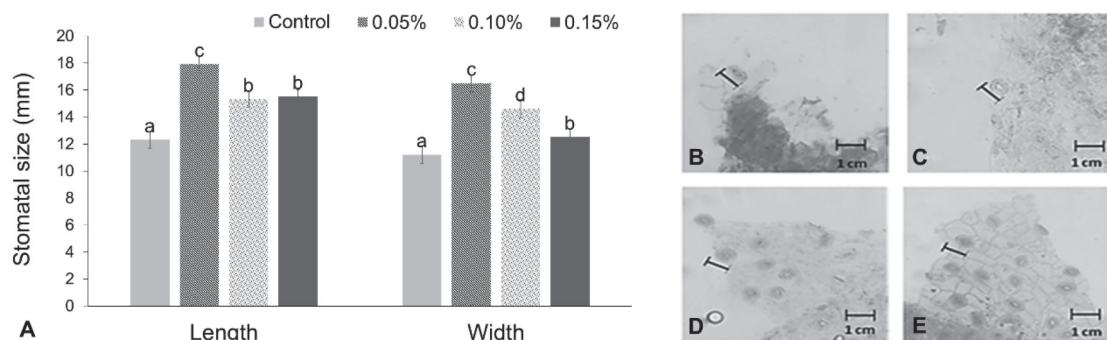 Control 0.05% 0.10% 0.15%
Stomatal size (mm)
20
18
16
14
12
10
8
6
4
2
0
a c b b
a c d b
Length Width
A
B 1 cm
C 1 cm
D 1 cm
E 1 cm